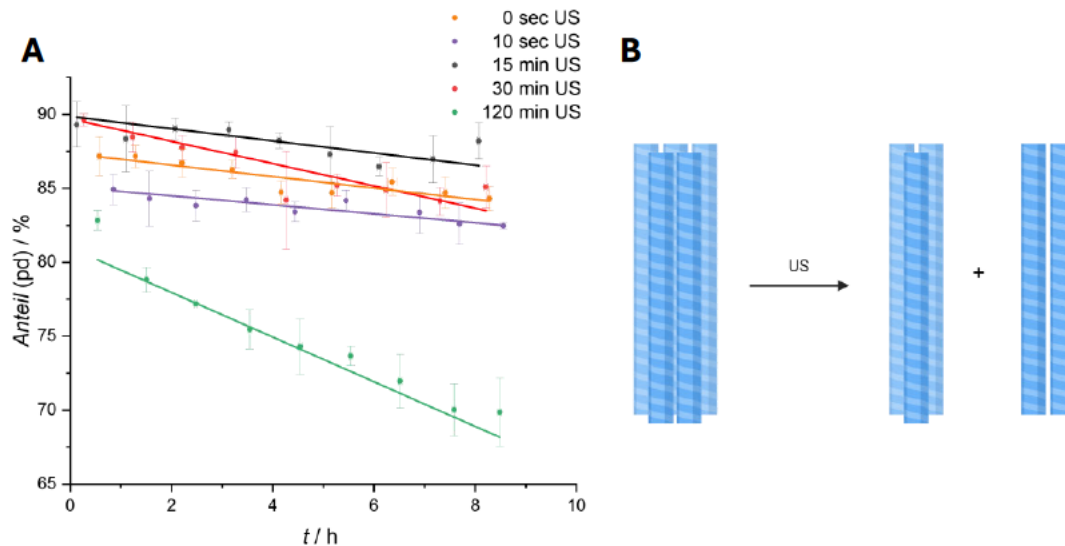 A
0 sec US
10 sec US
15 min US
30 min US
120 min US
B
90
85
80
75
70
65
Anteil (pd) / %
0
2
4
6
8
10
t / h
US
+